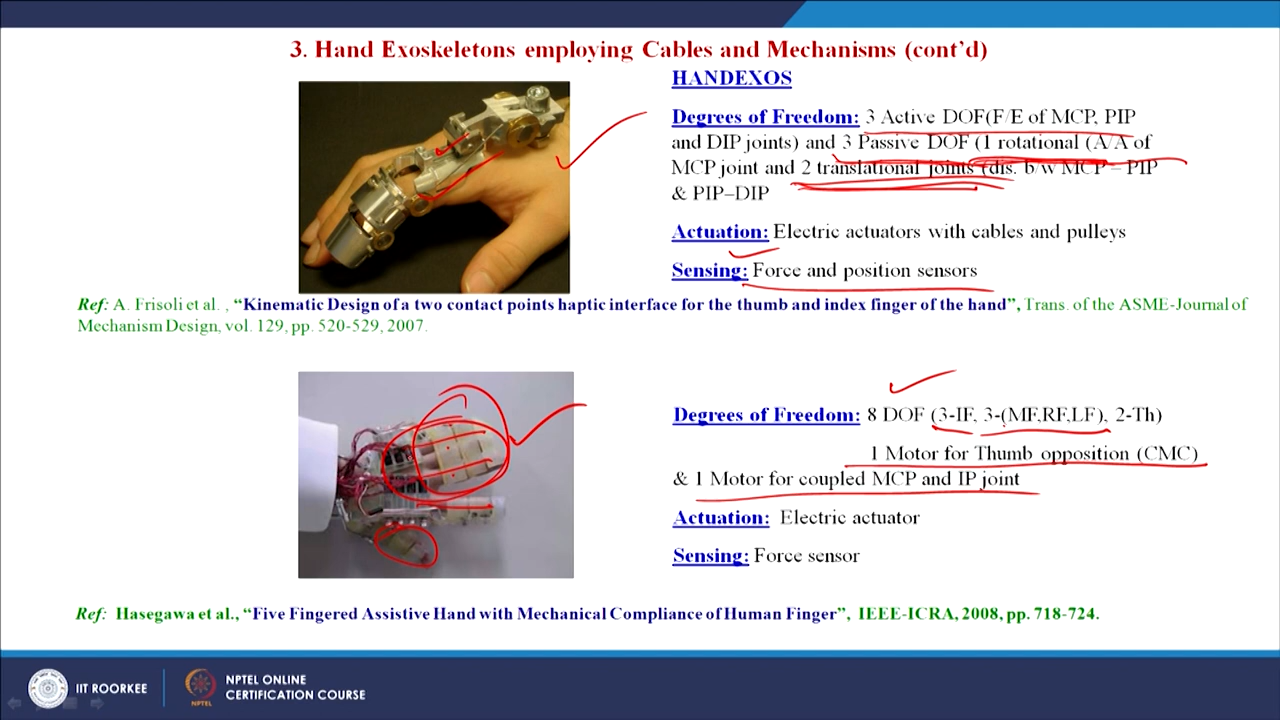 3. Hand Exoskeletons employing Cables and Mechanisms (cont'd)
HANDEXOS
Degrees of Freedom: 3 Active DOF(F/E of MCP, PIP
and DIP joints) and 3 Passive DOF (1 rotational (A/A of
MCP joint and 2 translational joints (dis. b/w MCP – PIP
& PIP–DIP
Actuation: Electric actuators with cables and pulleys
Sensing: Force and position sensors
Ref: A. Frisoli et al. , “Kinematic Design of a two contact points haptic interface for the thumb and index finger of the hand”, Trans. of the ASME-Journal of
Mechanism Design, vol. 129, pp. 520-529, 2007.
Degrees of Freedom: 8 DOF (3-IF, 3-(MF,RF,LF), 2-Th)
1 Motor for Thumb opposition (CMC)
& 1 Motor for coupled MCP and IP joint
Actuation: Electric actuator
Sensing: Force sensor
Ref: Hasegawa et al., “Five Fingered Assistive Hand with Mechanical Compliance of Human Finger”, IEEE-ICRA, 2008, pp. 718-724.
IIT ROORKEE
NPTEL
NPTEL ONLINE
CERTIFICATION COURSE